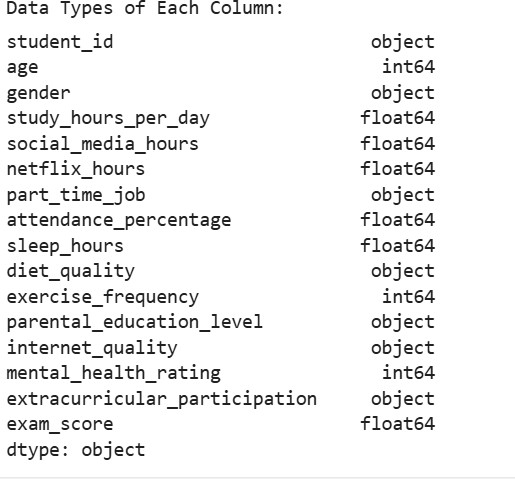 Data Types of Each Column:
student_id object
age int64
gender object
study_hours_per_day float64
social_media_hours float64
netflix_hours float64
part_time_job object
attendance_percentage float64
sleep_hours float64
diet_quality object
exercise_frequency int64
parental_education_level object
internet_quality object
mental_health_rating int64
extracurricular_participation object
exam_score float64
dtype: object